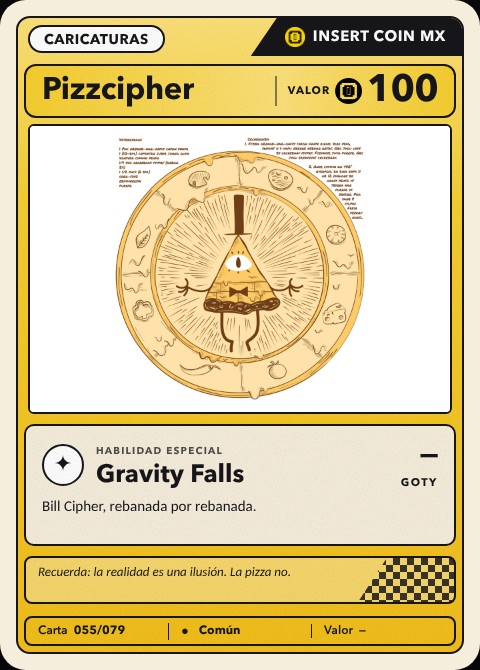 CARICATURAS
INSERT COIN MX
Pizzcipher
VALOR 100
HABILIDAD ESPECIAL
Gravity Falls
—
GOTY
Bill Cipher, rebanada por rebanada.
Recuerda: la realidad es una ilusión. La pizza no.
Carta 055/079 • Común Valor —